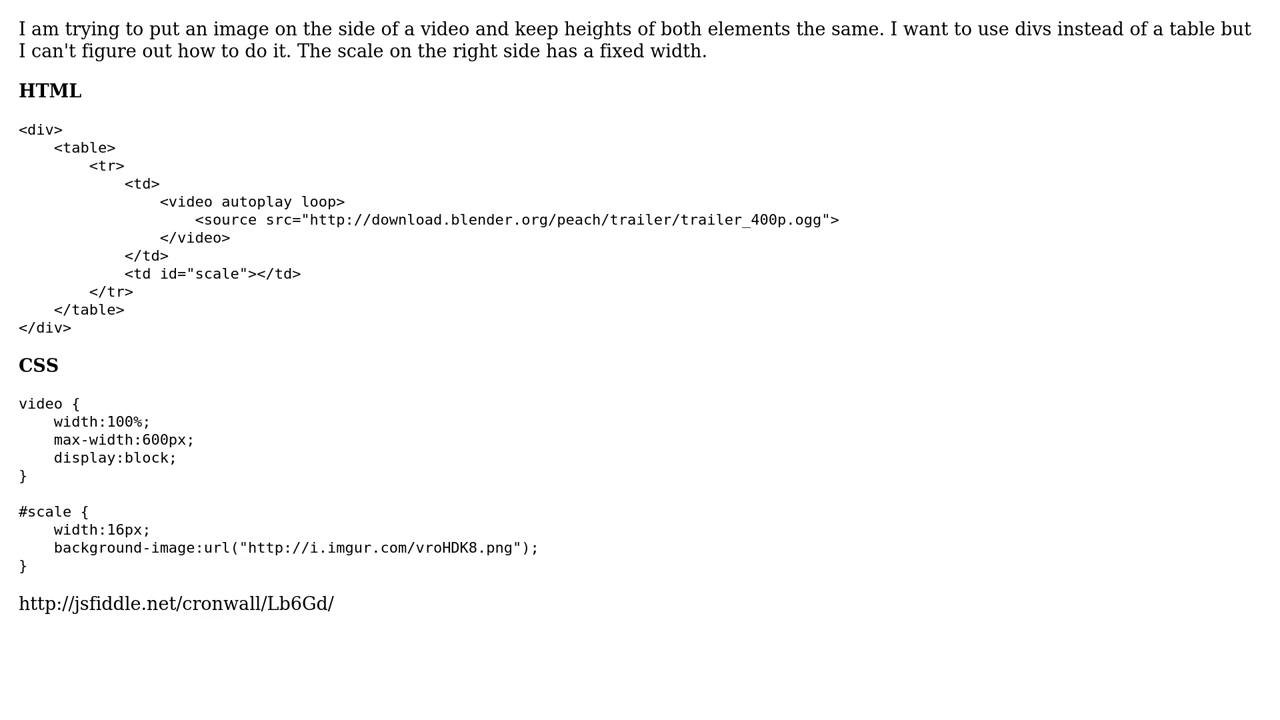 I am trying to put an image on the side of a video and keep heights of both elements the same. I want to use divs instead of a table but
I can't figure out how to do it. The scale on the right side has a fixed width.
HTML
<div>
    <table>
        <tr>
            <td>
                <video autoplay loop>
                    <source src="http://download.blender.org/peach/trailer/trailer_400p.ogg">
                </video>
            </td>
            <td id="scale"></td>
        </tr>
    </table>
</div>
CSS
video {
    width:100%;
    max-width:600px;
    display:block;
}
#scale {
    width:16px;
    background-image:url("http://i.imgur.com/vroHDK8.png");
}
http://jsfiddle.net/cronwall/Lb6Gd/